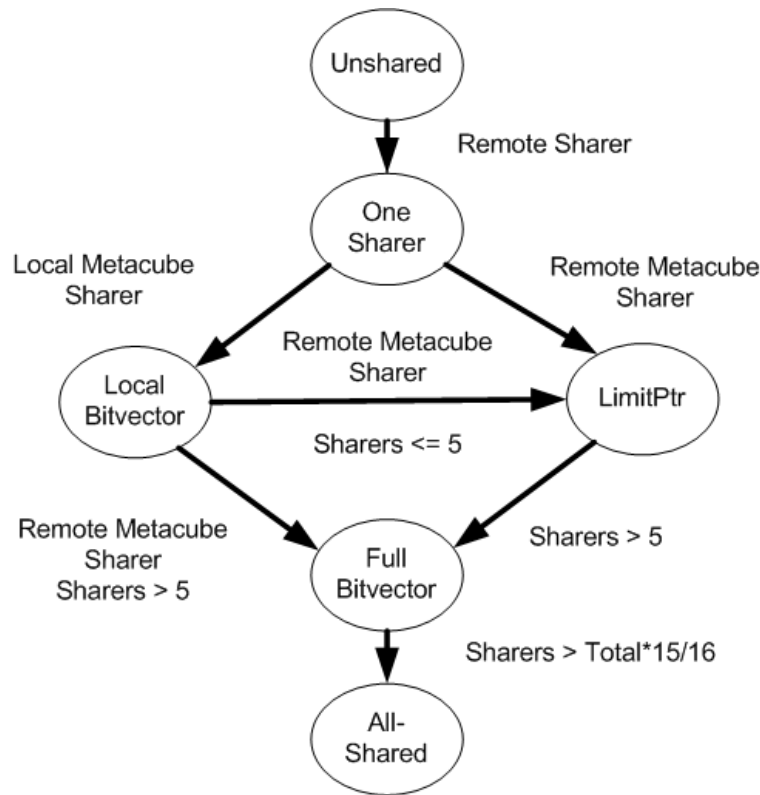 Unshared
Remote Sharer
One
Sharer
Local Metacube
Sharer
Remote Metacube
Sharer
Remote Metacube
Sharer
Local
Bitvector
LimitPtr
Sharers <= 5
Remote Metacube
Sharer
Sharers > 5
Full
Bitvector
Sharers > 5
Sharers > Total*15/16
All-
Shared